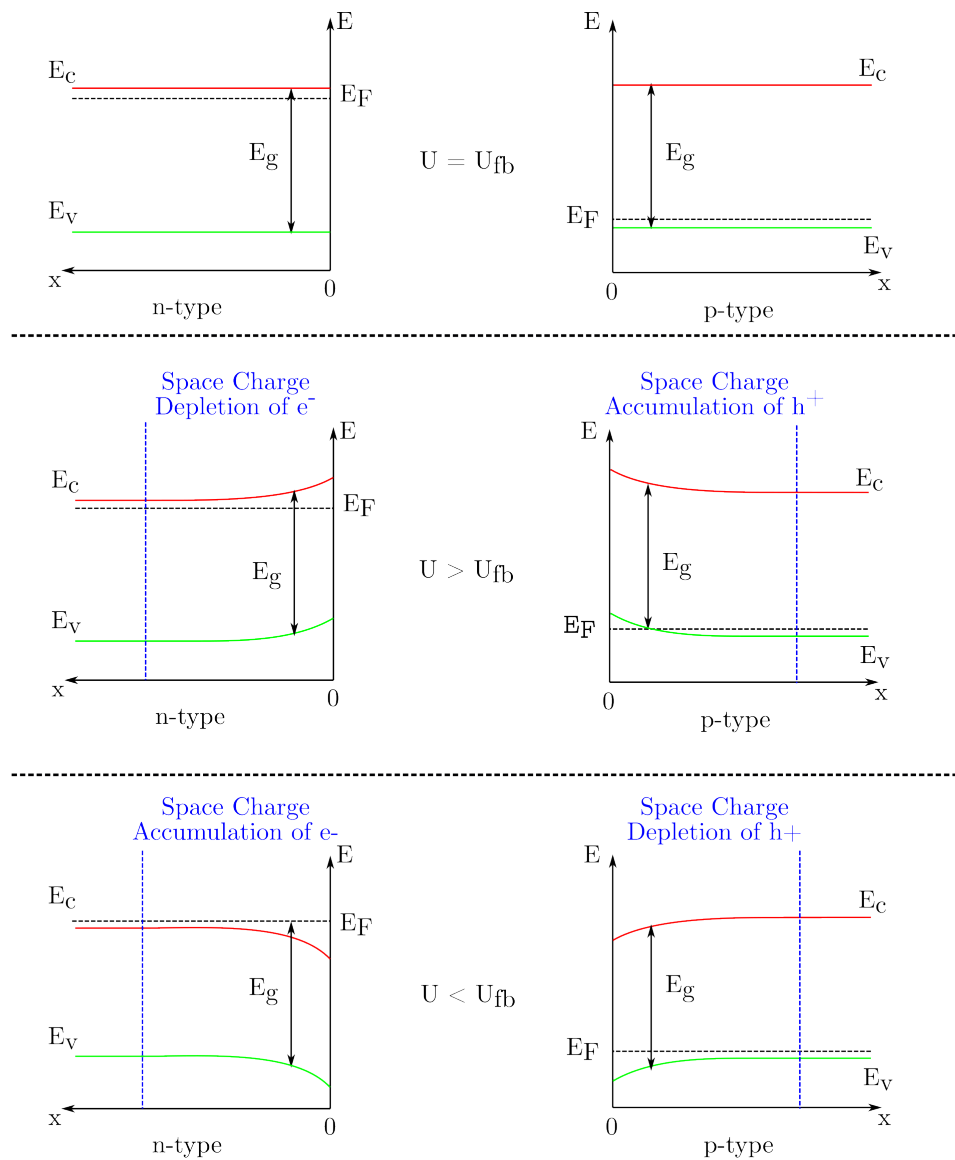 E
E
E_c
E_c
E_F
E_g
U = U_fb
E_g
E_v
E_F
E_v
x
0
0
x
n-type
p-type
Space Charge
Depletion of e^-
Space Charge
Accumulation of h^+
E
E
E_c
E_c
E_F
E_g
U > U_fb
E_g
E_v
E_F
E_v
x
0
0
x
n-type
p-type
Space Charge
Accumulation of e-
Space Charge
Depletion of h+
E
E
E_c
E_c
E_F
E_g
U < U_fb
E_g
E_v
E_F
E_v
x
0
0
x
n-type
p-type